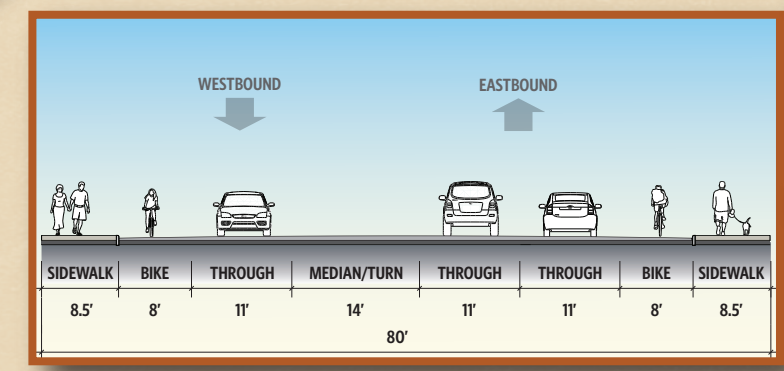 WESTBOUND EASTBOUND
SIDEWALK BIKE THROUGH MEDIAN/TURN THROUGH THROUGH BIKE SIDEWALK
8.5' 8' 11' 14' 11' 11' 8' 8.5'
80'